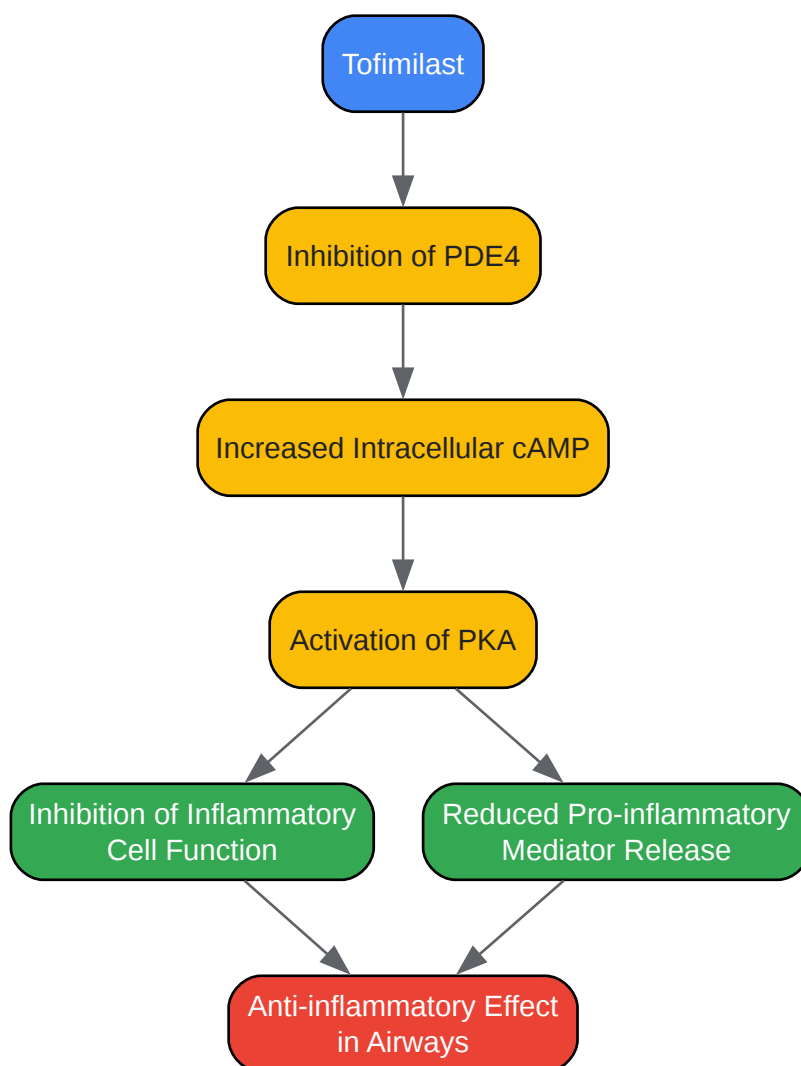 Tofimilast
Inhibition of PDE4
Increased Intracellular cAMP
Activation of PKA
Inhibition of Inflammatory
Cell Function
Reduced Pro-inflammatory
Mediator Release
Anti-inflammatory Effect
in Airways